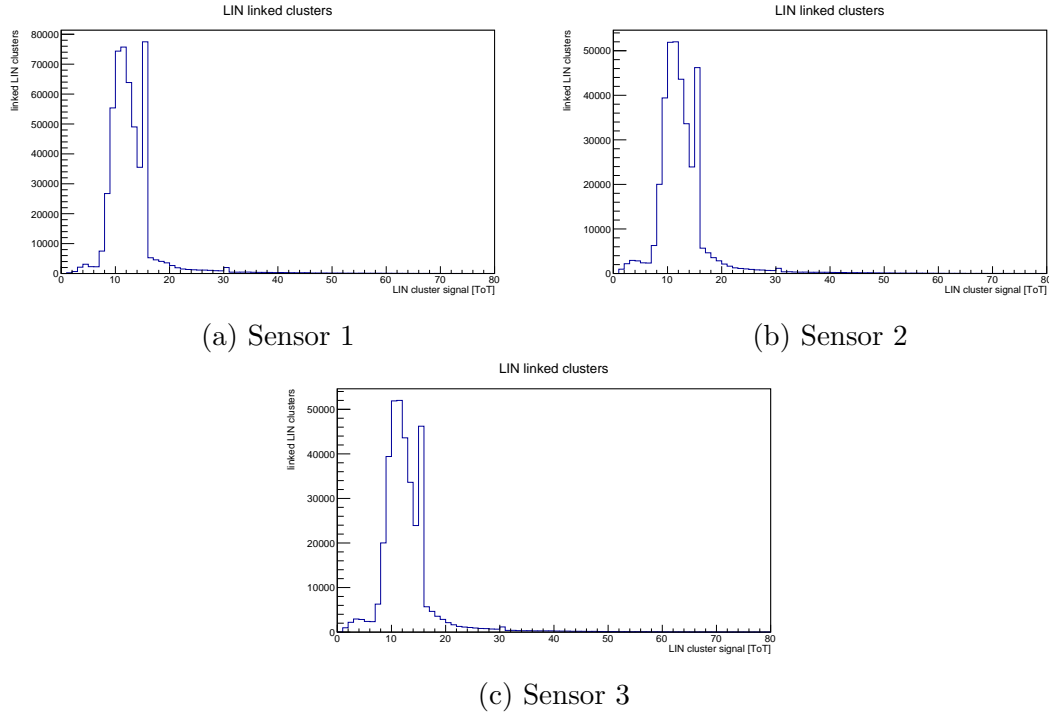 LIN linked clusters
linked LIN clusters
80000
70000
60000
50000
40000
30000
20000
10000
0
0 10 20 30 40 50 60 70 80
LIN cluster signal [ToT]
(a) Sensor 1
LIN linked clusters
linked LIN clusters
50000
40000
30000
20000
10000
0
0 10 20 30 40 50 60 70 80
LIN cluster signal [ToT]
(b) Sensor 2
LIN linked clusters
linked LIN clusters
50000
40000
30000
20000
10000
0
0 10 20 30 40 50 60 70 80
LIN cluster signal [ToT]
(c) Sensor 3